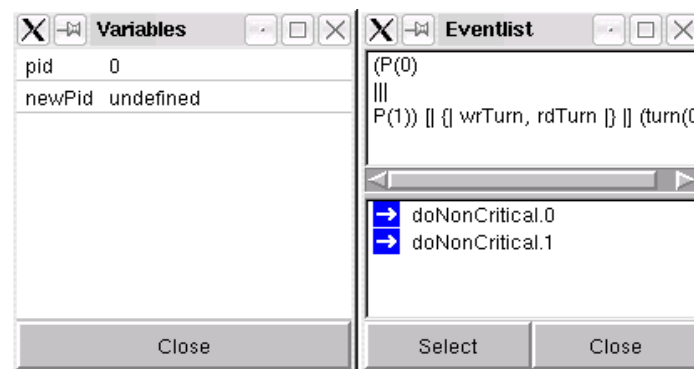 Variables
pid 0
newPid undefined
Close
Eventlist
(P(0)
|||
P(1)) [| {| wrTurn, rdTurn |} |] (turn(0
doNonCritical.0
doNonCritical.1
Select Close